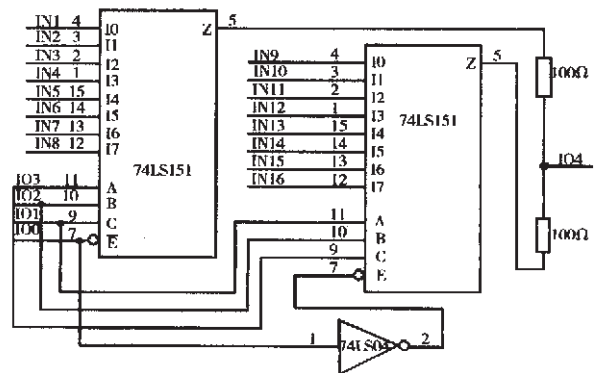 IN1 4 I0 Z 5
IN2 3 I1
IN3 2 I2
IN4 1 I3
IN5 15 I4
IN6 14 I5
IN7 13 I6
IN8 12 I7
74LS151
IO3 11 A
IO2 10 B
IO1 9 C
IO0 7 E
IN9 4 I0 Z 5
IN10 3 I1
IN11 2 I2
IN12 1 I3
IN13 15 I4
IN14 14 I5
IN15 13 I6
IN16 12 I7
74LS151
11 A
10 B
9 C
7 E
100Ω
IO4
100Ω
1 74LS04 2